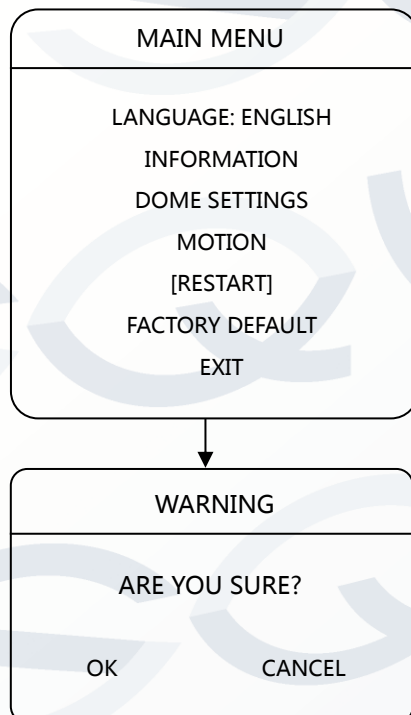 MAIN MENU
LANGUAGE: ENGLISH
INFORMATION
DOME SETTINGS
MOTION
[RESTART]
FACTORY DEFAULT
EXIT
WARNING
ARE YOU SURE?
OK CANCEL